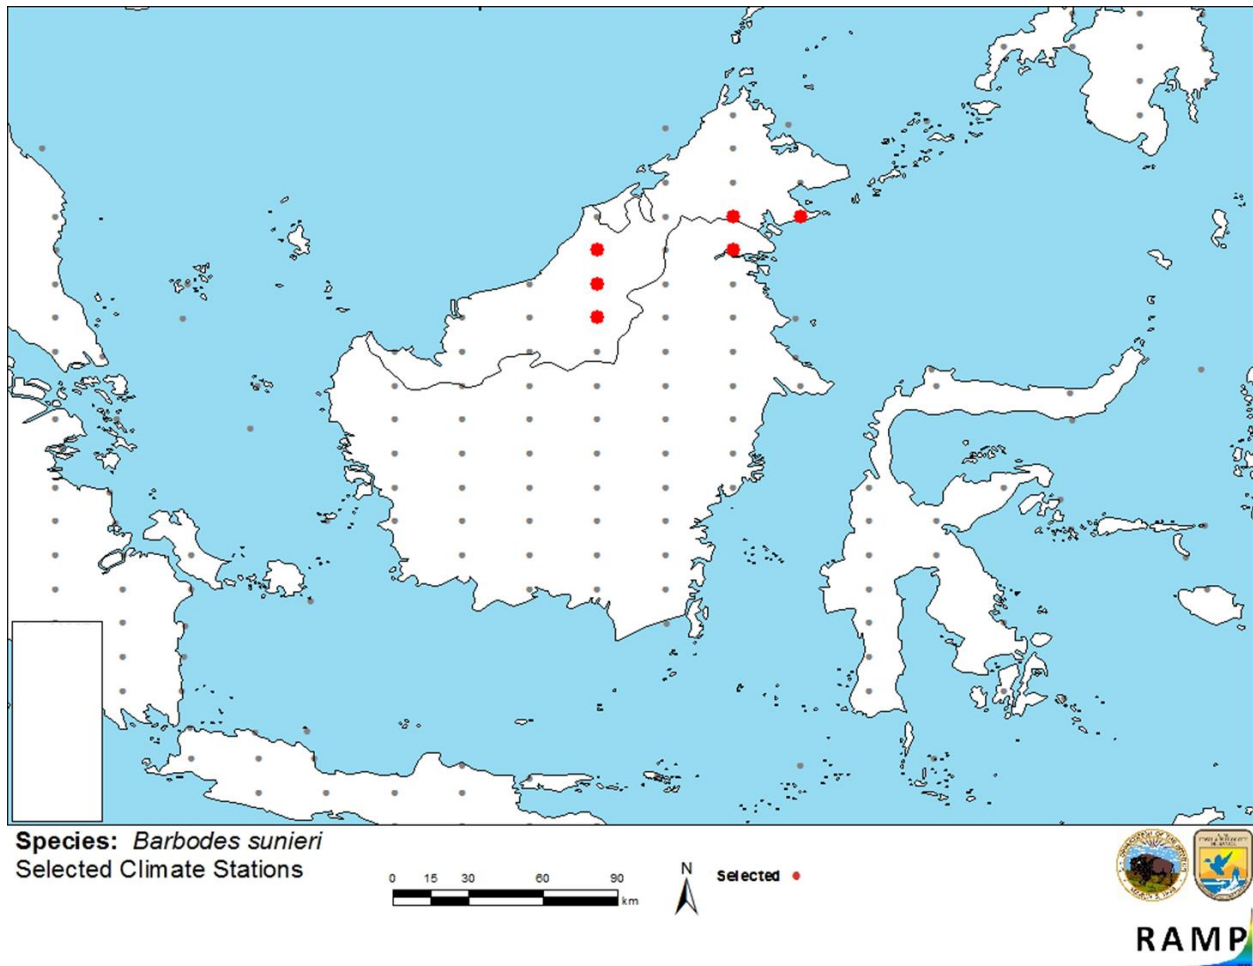 Species: Barbodes sunieri
Selected Climate Stations
0 15 30 60 90
km
N
Selected
RAMP